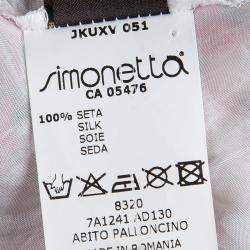 JKUXV 051
simonetta
CA 05476
100% SETA
SILK
SOIE
SEDA
8320
7A1241 AD130
ABITO PALLONCINO
MADE IN ROMANIA